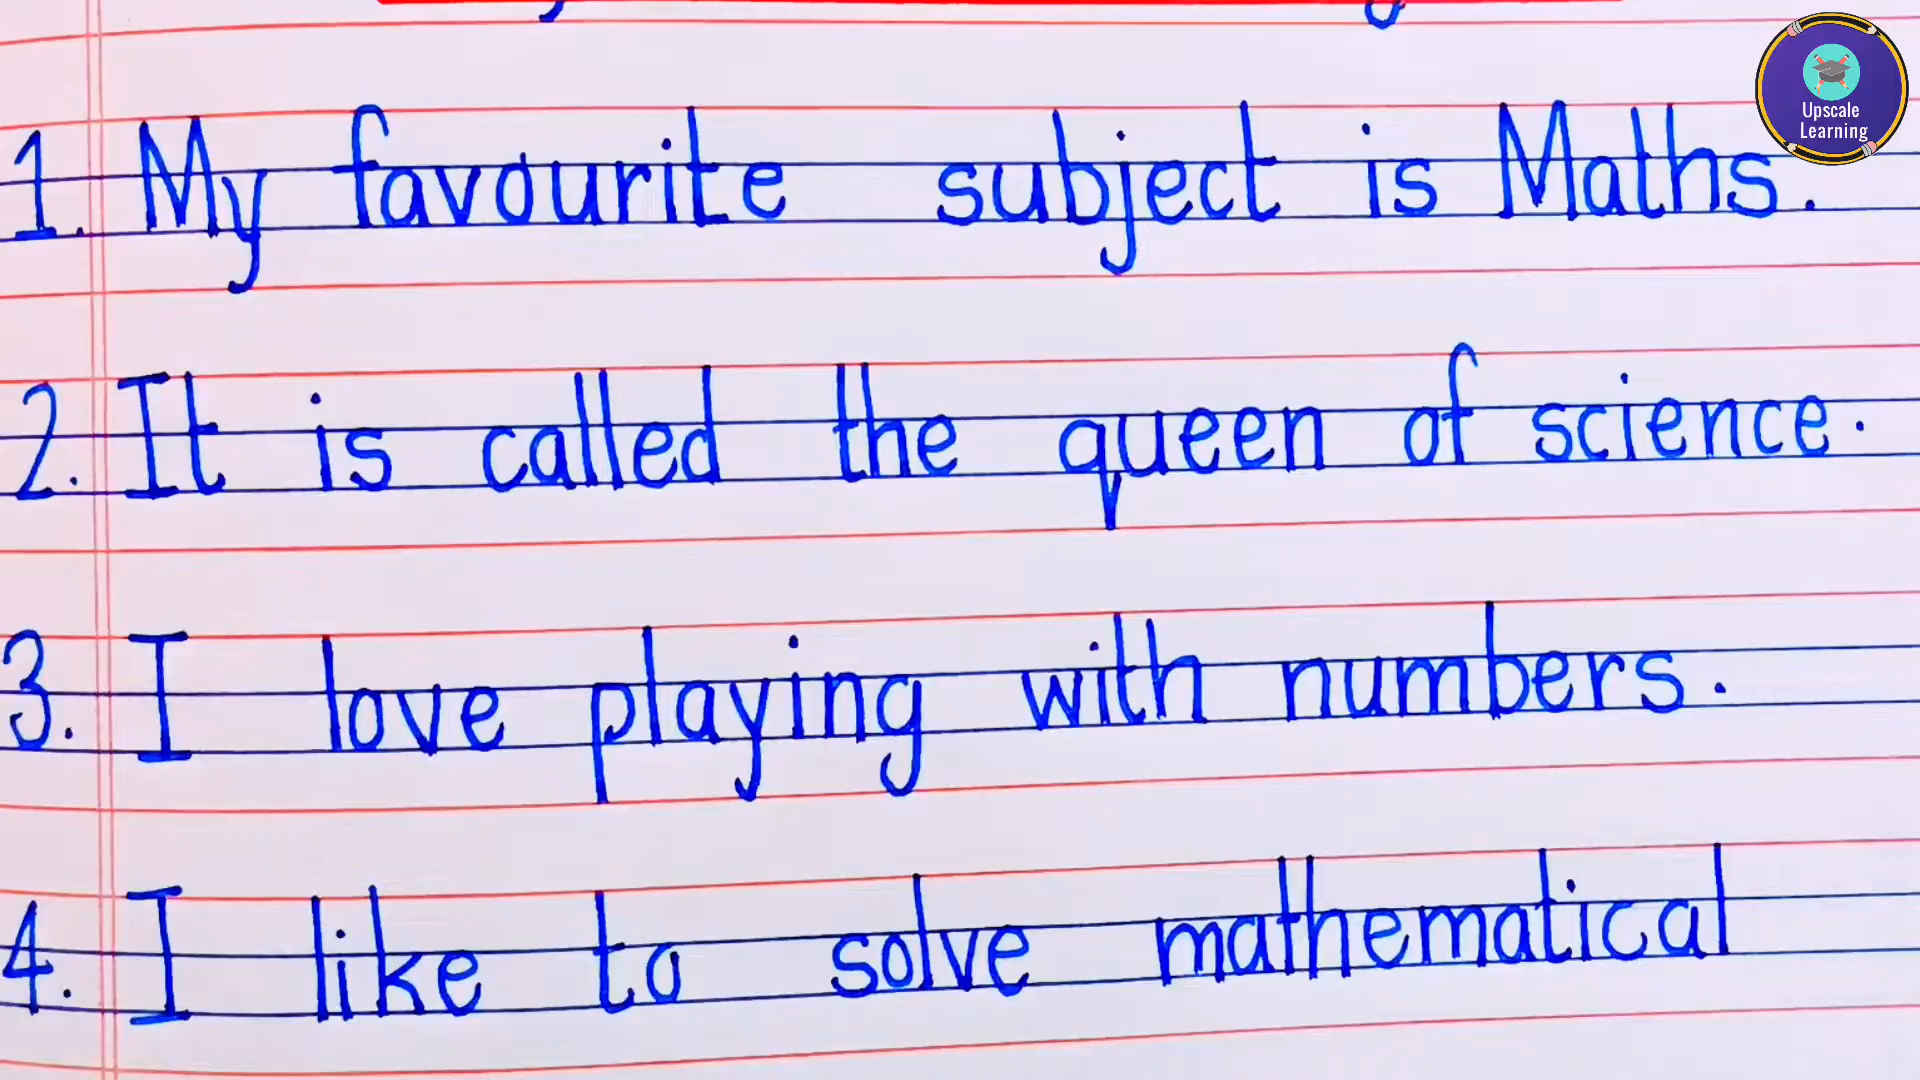 Upscale
Learning
1. My favourite subject is Maths.
2. It is called the queen of science.
3. I love playing with numbers.
4. I like to solve mathematical